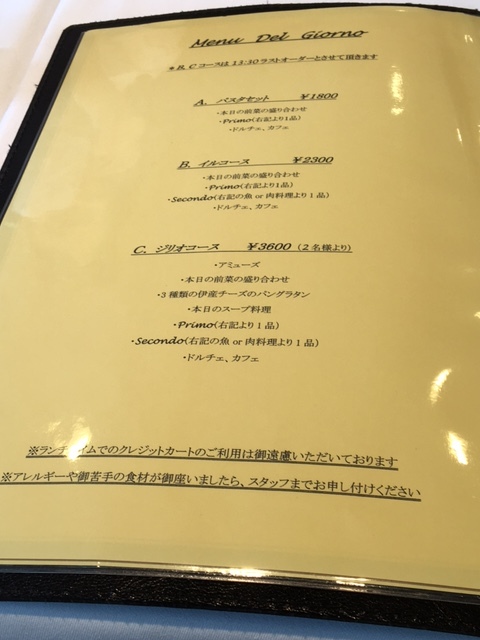 Menu Del Giorno
＊B, Cコースは 13:30 ラストオーダーとさせて頂きます
A. パスタセット ￥1800
・本日の前菜の盛り合わせ
・Primo(右記より1品)
・ドルチェ、カフェ
B. イルコース ￥2300
・本日の前菜の盛り合わせ
・Primo(右記より1品)
・Secondo(右記の魚 or 肉料理より1品)
・ドルチェ、カフェ
C. ジリオコース ￥3600 (2名様より)
・アミューズ
・本日の前菜の盛り合わせ
・3種類の伊産チーズのパングラタン
・本日のスープ料理
・Primo(右記より1品)
・Secondo(右記の魚 or 肉料理より1品)
・ドルチェ、カフェ
※ランチタイムでのクレジットカートのご利用は御遠慮いただいております
※アレルギーや御苦手の食材が御座いましたら、スタッフまでお申し付けください